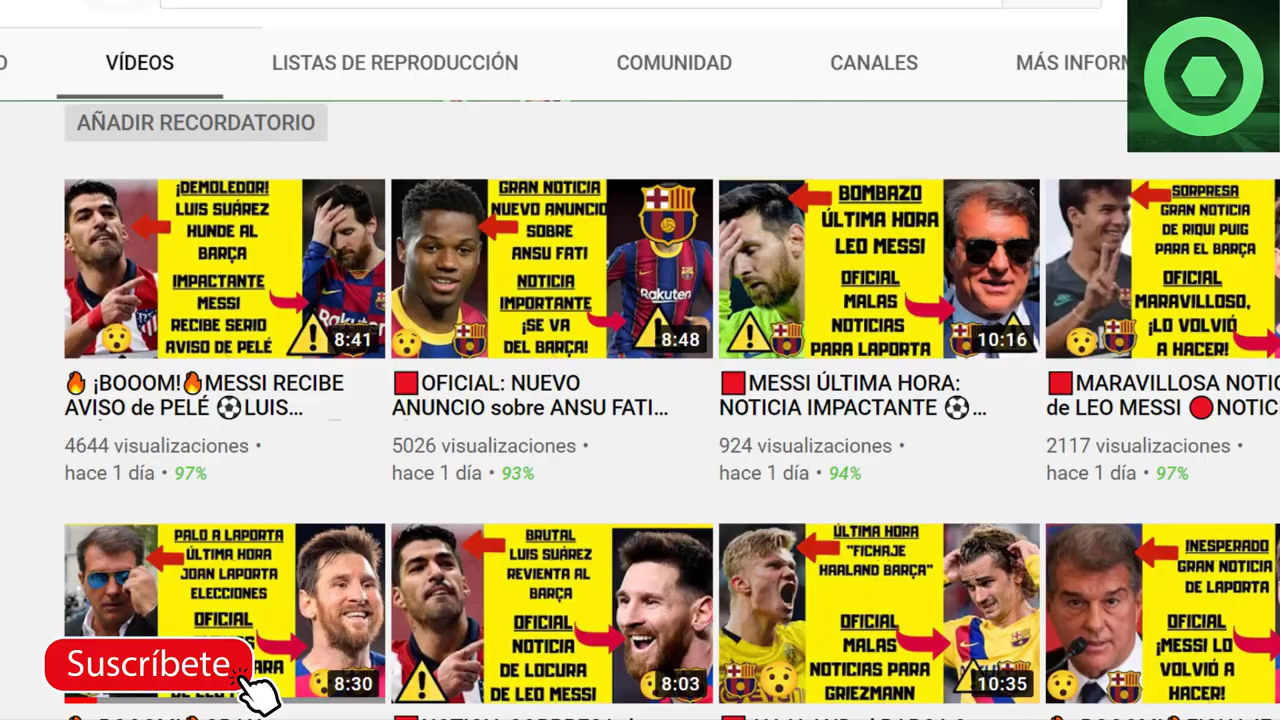 O
VÍDEOS
LISTAS DE REPRODUCCIÓN
COMUNIDAD
CANALES
MÁS INFORM
AÑADIR RECORDATORIO
¡DEMOLEDOR!
LUIS SUÁREZ
HUNDE AL
BARÇA
IMPACTANTE
MESSI
RECIBE SERIO
AVISO DE PELÉ
8:41
GRAN NOTICIA
NUEVO ANUNCIO
SOBRE
ANSU FATI
NOTICIA
IMPORTANTE
¡SE VA
DEL BARÇA!
Rakuten
8:48
BOMBAZO
ÚLTIMA HORA
LEO MESSI
OFICIAL
MALAS
NOTICIAS
PARA LAPORTA
10:16
SORPRESA
GRAN NOTICIA
DE RIQUI PUIG
PARA EL BARÇA
OFICIAL
MARAVILLOSO,
¡LO VOLVIÓ
A HACER!
🔥 ¡BOOOM!🔥MESSI RECIBE
AVISO de PELÉ ⚽LUIS...
4644 visualizaciones •
hace 1 día • 97%
🟥OFICIAL: NUEVO
ANUNCIO sobre ANSU FATI...
5026 visualizaciones •
hace 1 día • 93%
🟥MESSI ÚLTIMA HORA:
NOTICIA IMPACTANTE ⚽...
924 visualizaciones •
hace 1 día • 94%
🟥MARAVILLOSA NOTIC
de LEO MESSI 🔴NOTIC
2117 visualizaciones •
hace 1 día • 97%
PALO A LAPORTA
ÚLTIMA HORA
JOAN LAPORTA
ELECCIONES
OFICIAL
8:30
BRUTAL
LUIS SUÁREZ
REVIENTA AL
BARÇA
OFICIAL
NOTICIA
DE LOCURA
DE LEO MESSI
8:03
ÚLTIMA HORA
"FICHAJE
HAALAND BARÇA"
OFICIAL
MALAS
NOTICIAS PARA
GRIEZMANN
10:35
INESPERADO
GRAN NOTICIA
DE LAPORTA
OFICIAL
¡MESSI LO
VOLVIÓ A
HACER!
Suscríbete